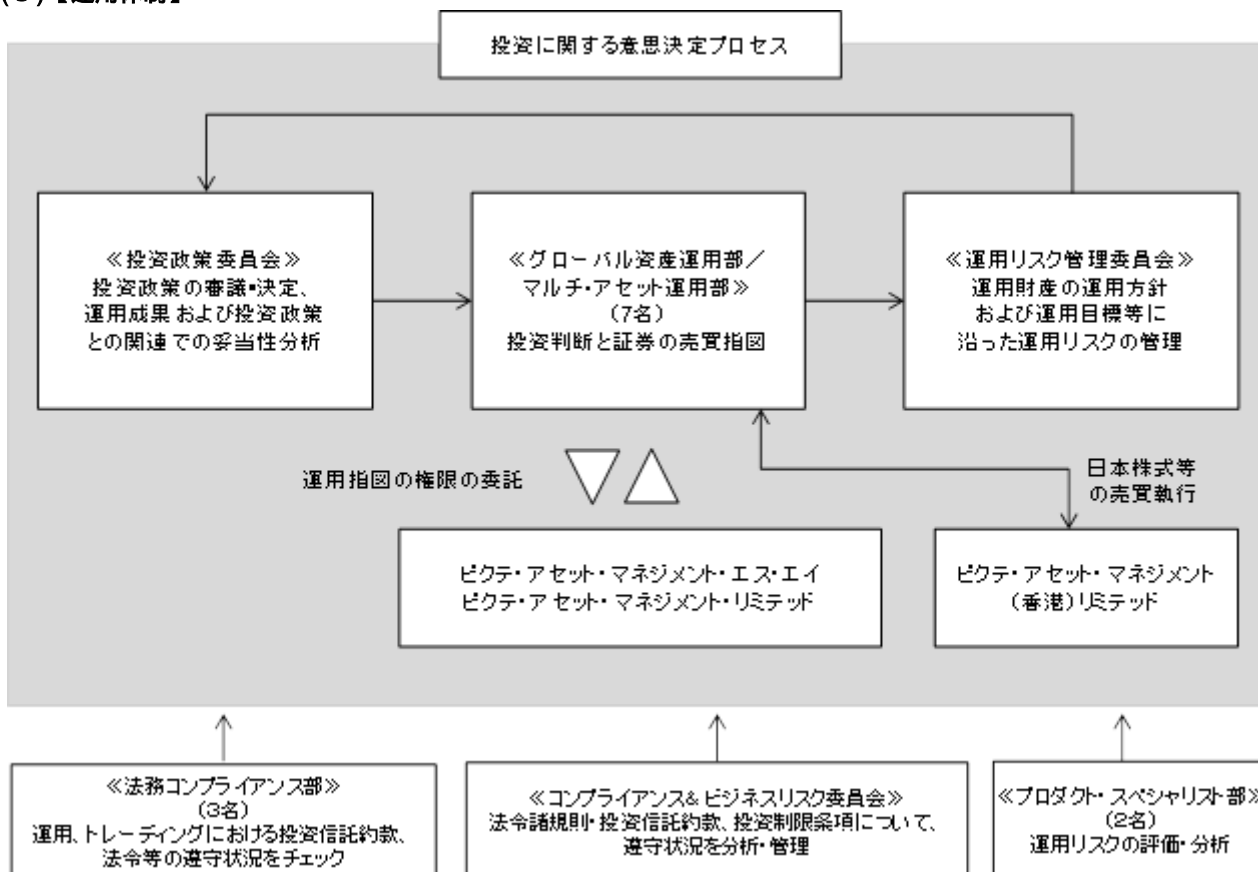 (3)【運用体制】
投資に関する意思決定プロセス
≪投資政策委員会≫
投資政策の審議・決定、
運用成果および投資政策
との関連での妥当性分析
≪グローバル資産運用部／
マルチ・アセット運用部≫
(7名)
投資判断と証券の売買指図
≪運用リスク管理委員会≫
運用財産の運用方針
および運用目標等に
沿った運用リスクの管理
運用指図の権限の委託
日本株式等
の売買執行
ピクテ・アセット・マネジメント・エス・エイ
ピクテ・アセット・マネジメント・リミテッド
ピクテ・アセット・マネジメント
(香港)リミテッド
≪法務コンプライアンス部≫
(3名)
運用、トレーディングにおける投資信託約款、
法令等の遵守状況をチェック
≪コンプライアンス&ビジネスリスク委員会≫
法令諸規則・投資信託約款、投資制限条項について、
遵守状況を分析・管理
≪プロダクト・スペシャリスト部≫
(2名)
運用リスクの評価・分析